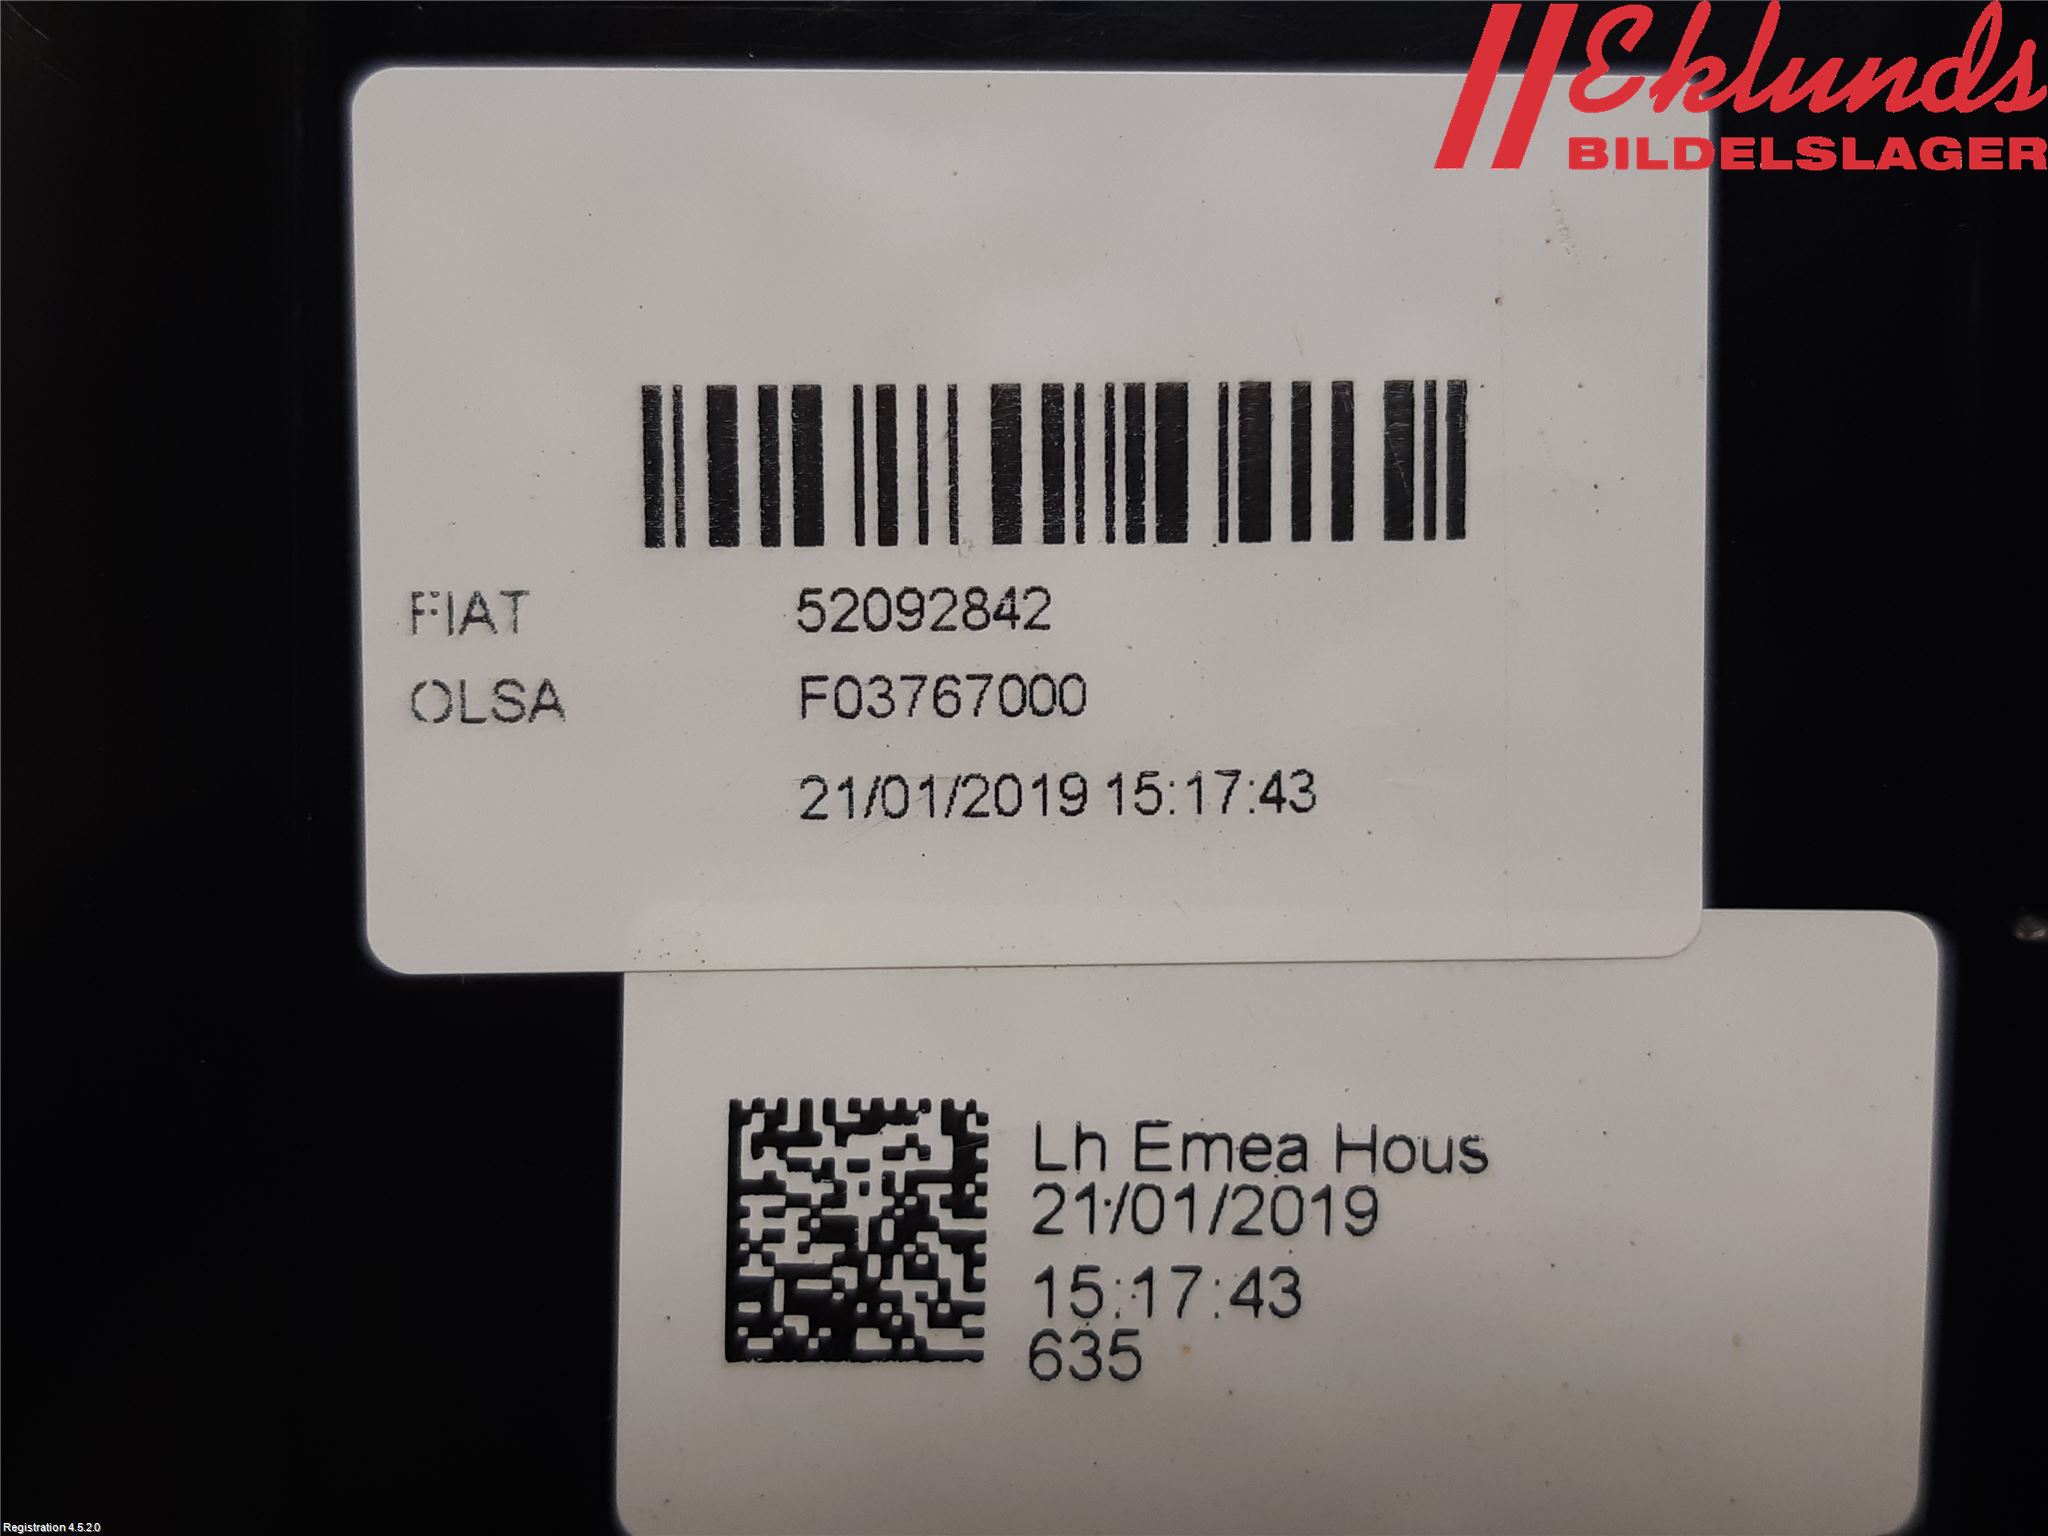 Eklunds
BILDELSLAGER
FIAT 52092842
OLSA F03767000
21/01/2019 15:17:43
Lh Emea Hous
21/01/2019
15:17:43
635
Registration 4.5.2.0